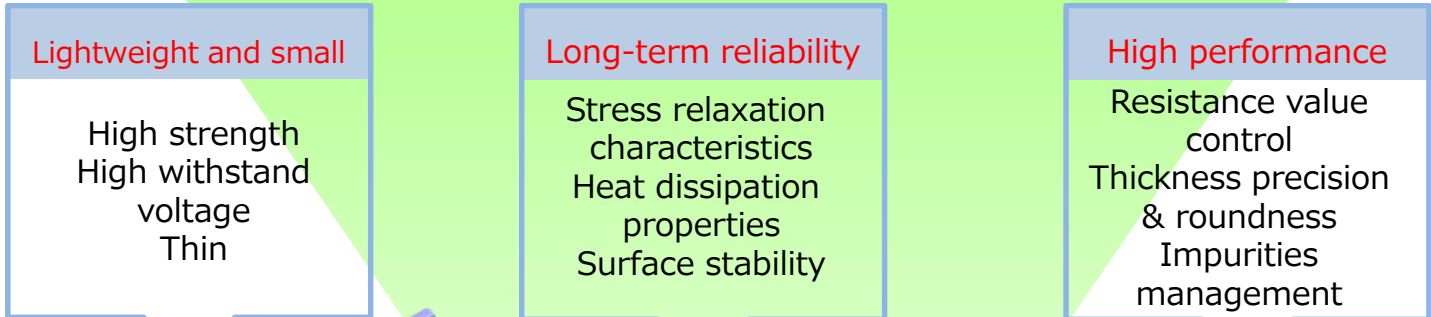 Lightweight and small
High strength
High withstand
voltage
Thin
Long-term reliability
Stress relaxation
characteristics
Heat dissipation
properties
Surface stability
High performance
Resistance value
control
Thickness precision
& roundness
Impurities
management